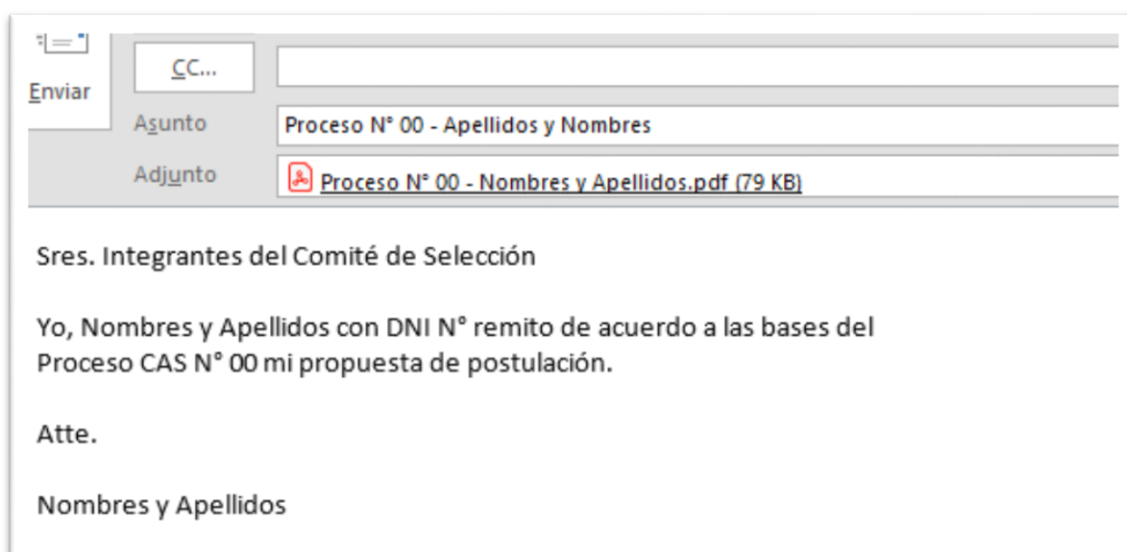 CC...
Enviar
Asunto
Proceso N° 00 - Apellidos y Nombres
Adjunto
Proceso N° 00 - Nombres y Apellidos.pdf (79 KB)
Sres. Integrantes del Comité de Selección
Yo, Nombres y Apellidos con DNI N° remito de acuerdo a las bases del
Proceso CAS N° 00 mi propuesta de postulación.
Atte.
Nombres y Apellidos